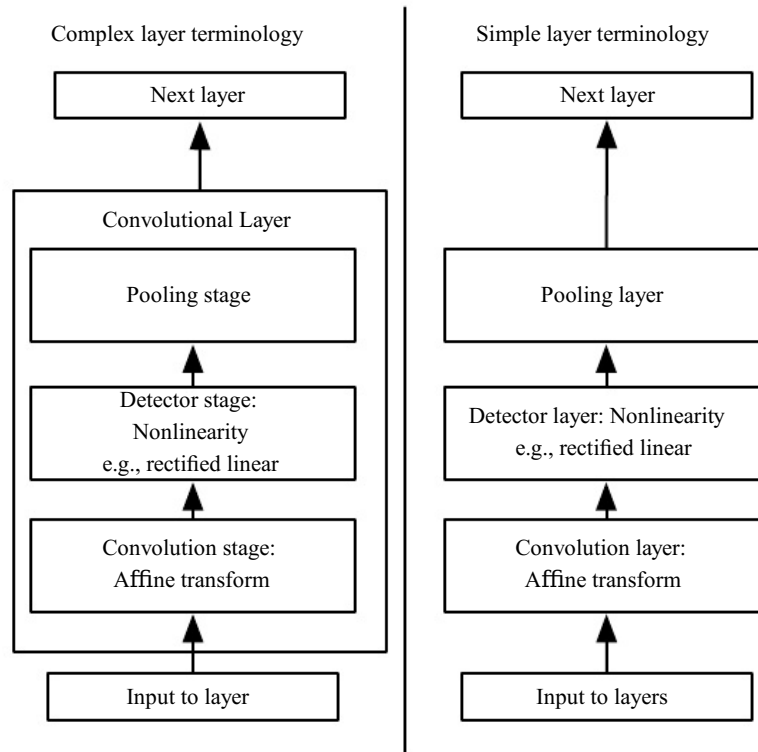 Complex layer terminology
Next layer
Convolutional Layer
Pooling stage
Detector stage:
Nonlinearity
e.g., rectified linear
Convolution stage:
Affine transform
Input to layer
Simple layer terminology
Next layer
Pooling layer
Detector layer: Nonlinearity
e.g., rectified linear
Convolution layer:
Affine transform
Input to layers